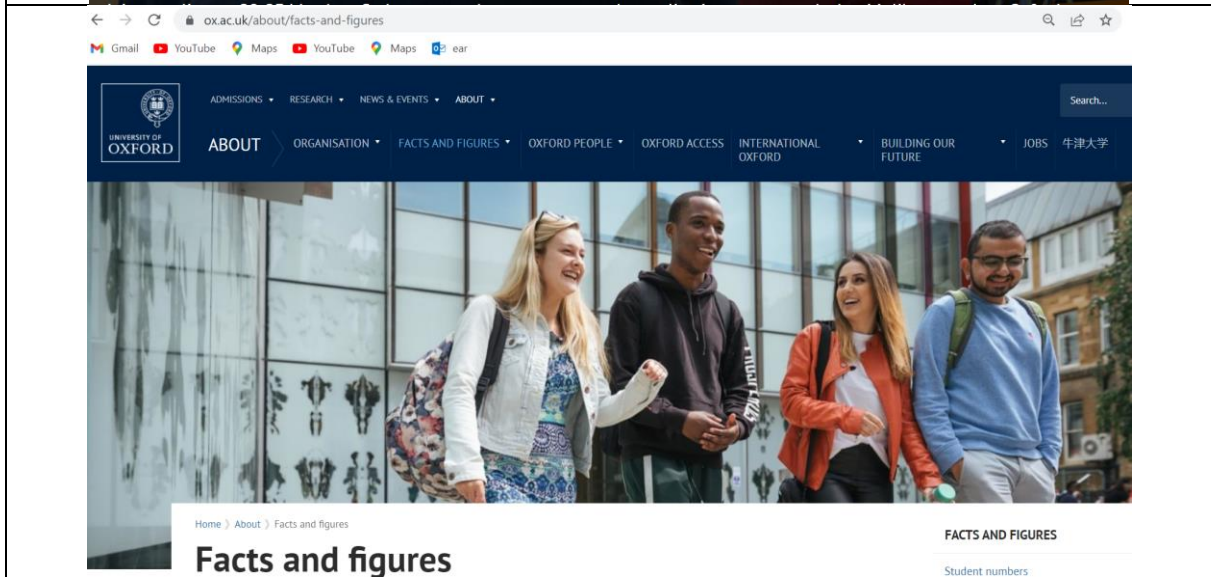 ox.ac.uk/about/facts-and-figures
Gmail YouTube Maps YouTube Maps ear
ADMISSIONS RESEARCH NEWS & EVENTS ABOUT Search...
UNIVERSITY OF
OXFORD
ABOUT ORGANISATION FACTS AND FIGURES OXFORD PEOPLE OXFORD ACCESS INTERNATIONAL OXFORD BUILDING OUR FUTURE JOBS 牛津大学
Home 〉 About 〉 Facts and figures
Facts and figures
FACTS AND FIGURES
Student numbers